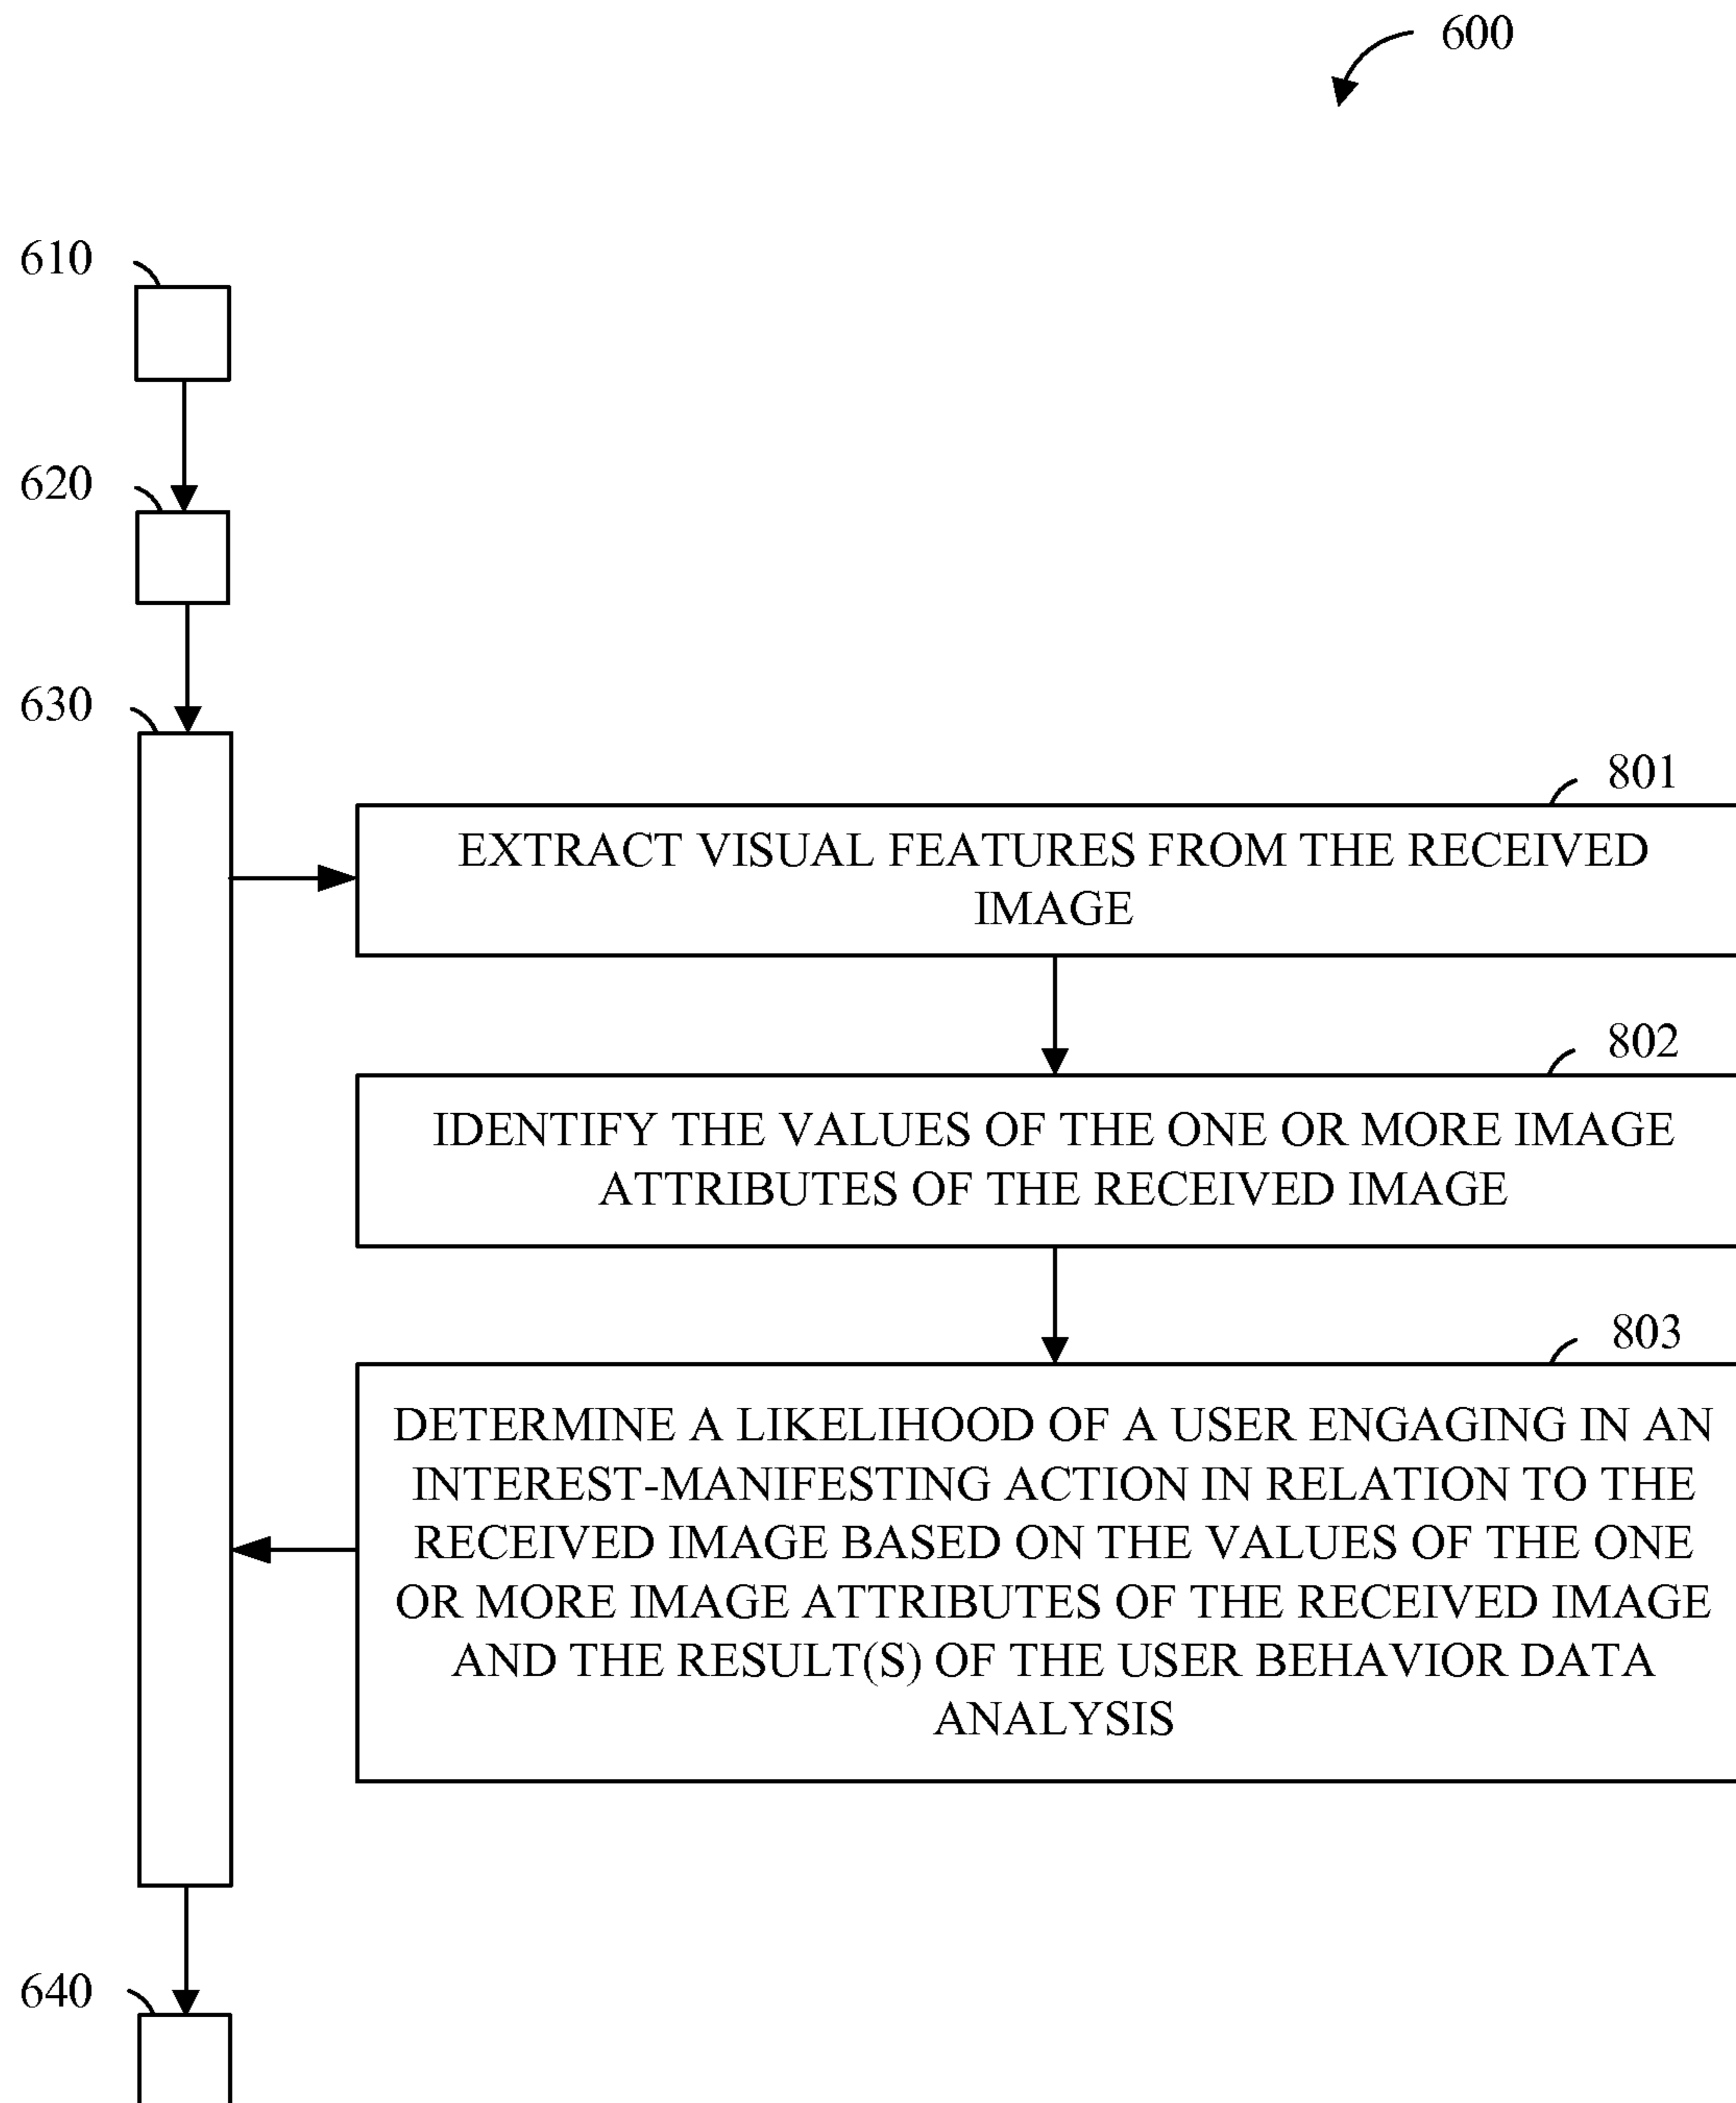 600
610
620
630
801
EXTRACT VISUAL FEATURES FROM THE RECEIVED
IMAGE
802
IDENTIFY THE VALUES OF THE ONE OR MORE IMAGE
ATTRIBUTES OF THE RECEIVED IMAGE
803
DETERMINE A LIKELIHOOD OF A USER ENGAGING IN AN
INTEREST-MANIFESTING ACTION IN RELATION TO THE
RECEIVED IMAGE BASED ON THE VALUES OF THE ONE
OR MORE IMAGE ATTRIBUTES OF THE RECEIVED IMAGE
AND THE RESULT(S) OF THE USER BEHAVIOR DATA
ANALYSIS
640